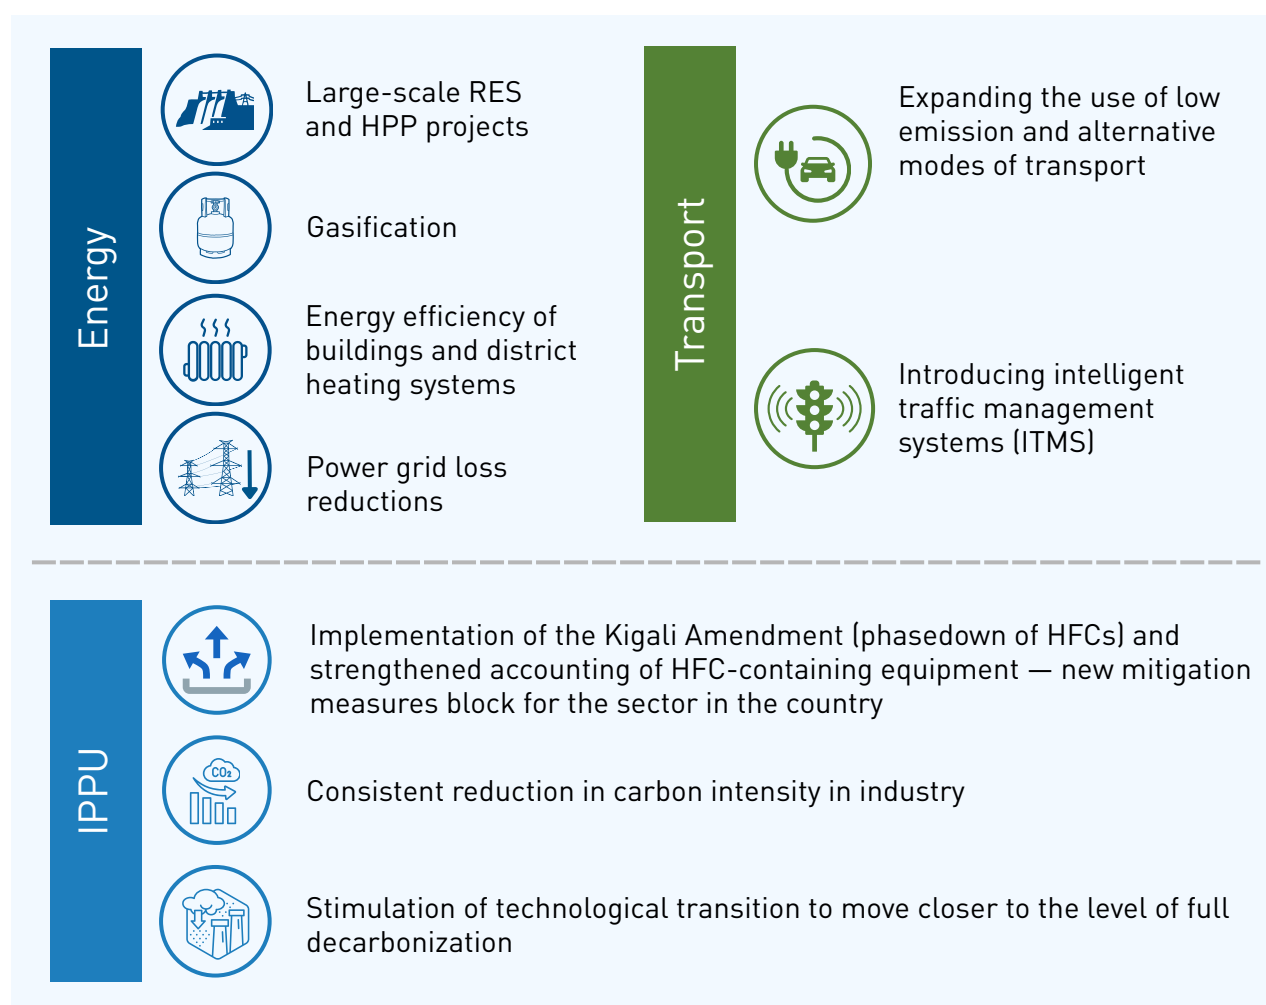 Energy
Large-scale RES
and HPP projects
Gasification
Energy efficiency of
buildings and district
heating systems
Power grid loss
reductions
Transport
Expanding the use of low
emission and alternative
modes of transport
Introducing intelligent
traffic management
systems (ITMS)
IPPU
Implementation of the Kigali Amendment (phasedown of HFCs) and
strengthened accounting of HFC-containing equipment — new mitigation
measures block for the sector in the country
CO₂
Consistent reduction in carbon intensity in industry
Stimulation of technological transition to move closer to the level of full
decarbonization